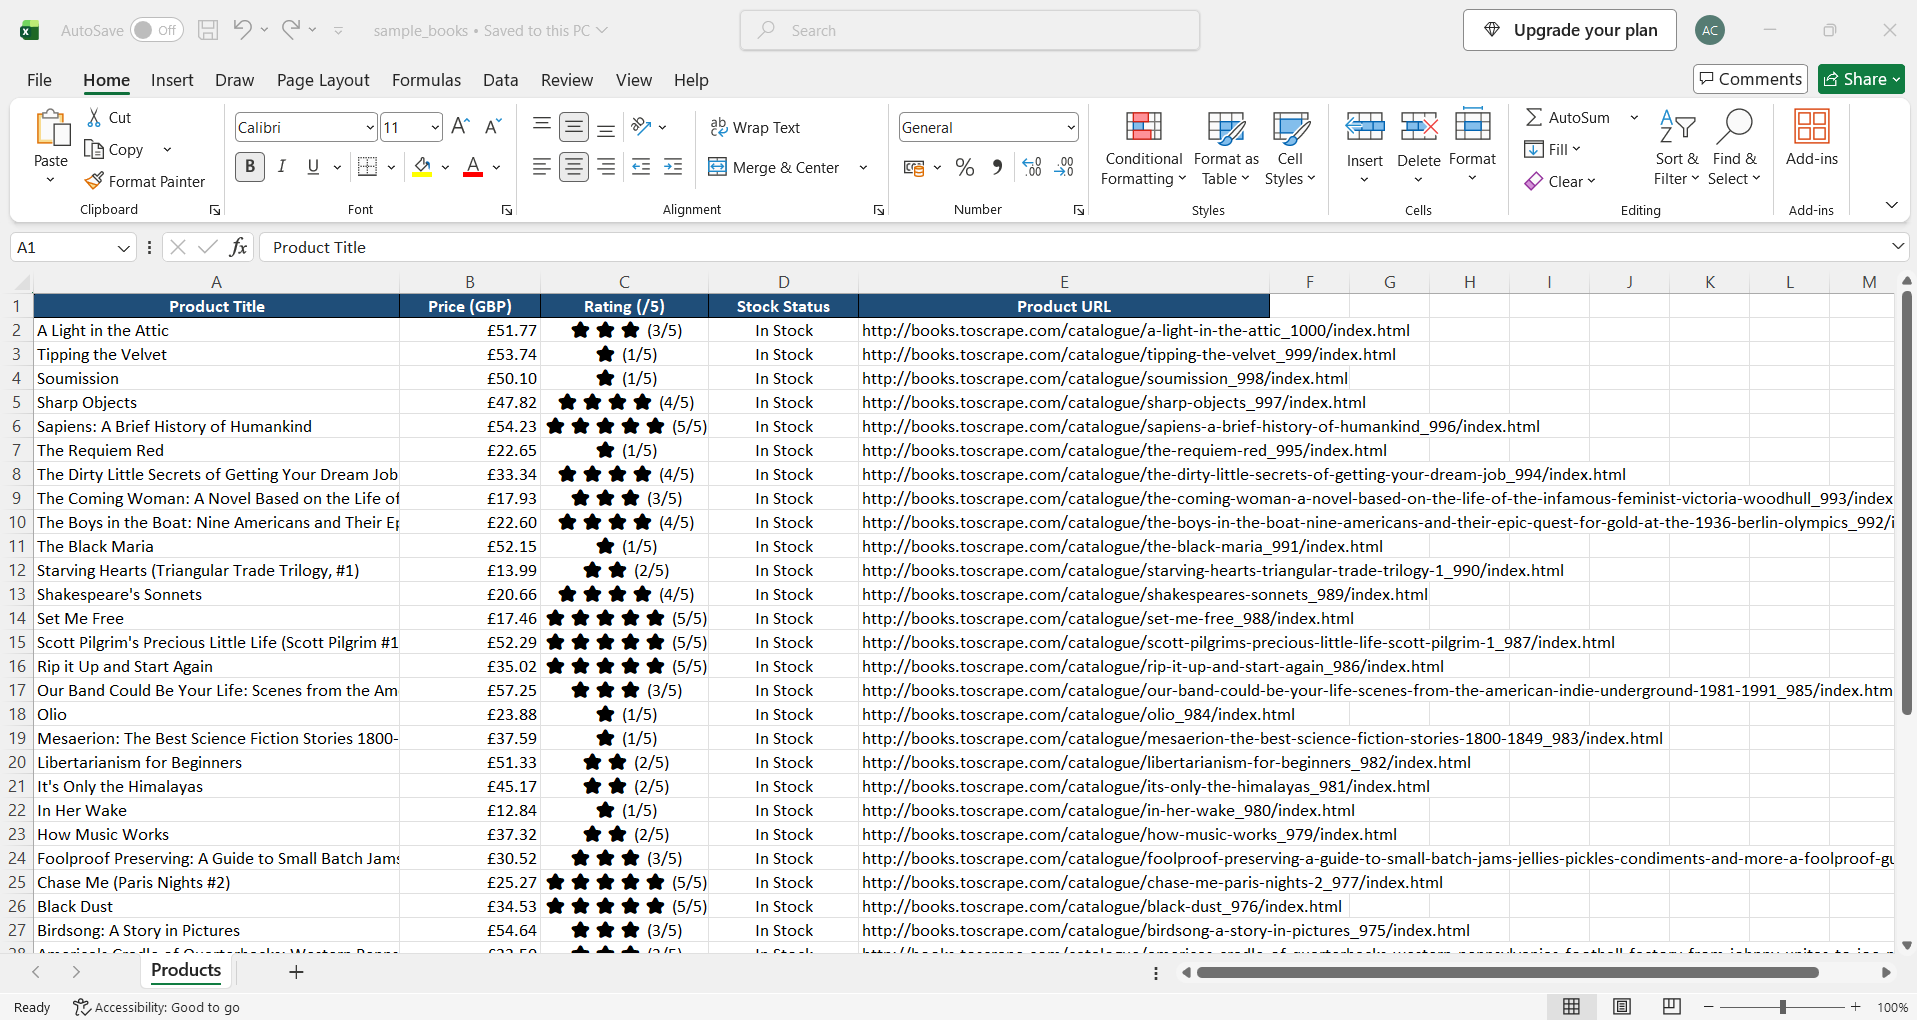 AutoSave Off sample_books • Saved to this PC Search Upgrade your plan AC
File Home Insert Draw Page Layout Formulas Data Review View Help Comments Share
Paste Cut Copy Format Painter Clipboard
Calibri 11 B I U A Font
Wrap Text Merge & Center Alignment
General % Number
Conditional Formatting Format as Table Cell Styles Styles
Insert Delete Format Cells
AutoSum Fill Clear Sort & Filter Find & Select Editing
Add-ins Add-ins
A1 fx Product Title
A B C D E F G H I J K L M
1 Product Title Price (GBP) Rating (/5) Stock Status Product URL
2 A Light in the Attic £51.77 ★★★ (3/5) In Stock http://books.toscrape.com/catalogue/a-light-in-the-attic_1000/index.html
3 Tipping the Velvet £53.74 ★ (1/5) In Stock http://books.toscrape.com/catalogue/tipping-the-velvet_999/index.html
4 Soumission £50.10 ★ (1/5) In Stock http://books.toscrape.com/catalogue/soumission_998/index.html
5 Sharp Objects £47.82 ★★★★ (4/5) In Stock http://books.toscrape.com/catalogue/sharp-objects_997/index.html
6 Sapiens: A Brief History of Humankind £54.23 ★★★★★ (5/5) In Stock http://books.toscrape.com/catalogue/sapiens-a-brief-history-of-humankind_996/index.html
7 The Requiem Red £22.65 ★ (1/5) In Stock http://books.toscrape.com/catalogue/the-requiem-red_995/index.html
8 The Dirty Little Secrets of Getting Your Dream Job £33.34 ★★★★ (4/5) In Stock http://books.toscrape.com/catalogue/the-dirty-little-secrets-of-getting-your-dream-job_994/index.html
9 The Coming Woman: A Novel Based on the Life of £17.93 ★★★ (3/5) In Stock http://books.toscrape.com/catalogue/the-coming-woman-a-novel-based-on-the-life-of-the-infamous-feminist-victoria-woodhull_993/index
10 The Boys in the Boat: Nine Americans and Their Ep £22.60 ★★★★ (4/5) In Stock http://books.toscrape.com/catalogue/the-boys-in-the-boat-nine-americans-and-their-epic-quest-for-gold-at-the-1936-berlin-olympics_992/i
11 The Black Maria £52.15 ★ (1/5) In Stock http://books.toscrape.com/catalogue/the-black-maria_991/index.html
12 Starving Hearts (Triangular Trade Trilogy, #1) £13.99 ★★ (2/5) In Stock http://books.toscrape.com/catalogue/starving-hearts-triangular-trade-trilogy-1_990/index.html
13 Shakespeare's Sonnets £20.66 ★★★★ (4/5) In Stock http://books.toscrape.com/catalogue/shakespeares-sonnets_989/index.html
14 Set Me Free £17.46 ★★★★★ (5/5) In Stock http://books.toscrape.com/catalogue/set-me-free_988/index.html
15 Scott Pilgrim's Precious Little Life (Scott Pilgrim #1 £52.29 ★★★★★ (5/5) In Stock http://books.toscrape.com/catalogue/scott-pilgrims-precious-little-life-scott-pilgrim-1_987/index.html
16 Rip it Up and Start Again £35.02 ★★★★★ (5/5) In Stock http://books.toscrape.com/catalogue/rip-it-up-and-start-again_986/index.html
17 Our Band Could Be Your Life: Scenes from the Am £57.25 ★★★ (3/5) In Stock http://books.toscrape.com/catalogue/our-band-could-be-your-life-scenes-from-the-american-indie-underground-1981-1991_985/index.htm
18 Olio £23.88 ★ (1/5) In Stock http://books.toscrape.com/catalogue/olio_984/index.html
19 Mesaerion: The Best Science Fiction Stories 1800- £37.59 ★ (1/5) In Stock http://books.toscrape.com/catalogue/mesaerion-the-best-science-fiction-stories-1800-1849_983/index.html
20 Libertarianism for Beginners £51.33 ★★ (2/5) In Stock http://books.toscrape.com/catalogue/libertarianism-for-beginners_982/index.html
21 It's Only the Himalayas £45.17 ★★ (2/5) In Stock http://books.toscrape.com/catalogue/its-only-the-himalayas_981/index.html
22 In Her Wake £12.84 ★ (1/5) In Stock http://books.toscrape.com/catalogue/in-her-wake_980/index.html
23 How Music Works £37.32 ★★ (2/5) In Stock http://books.toscrape.com/catalogue/how-music-works_979/index.html
24 Foolproof Preserving: A Guide to Small Batch Jams £30.52 ★★★ (3/5) In Stock http://books.toscrape.com/catalogue/foolproof-preserving-a-guide-to-small-batch-jams-jellies-pickles-condiments-and-more-a-foolproof-gu
25 Chase Me (Paris Nights #2) £25.27 ★★★★★ (5/5) In Stock http://books.toscrape.com/catalogue/chase-me-paris-nights-2_977/index.html
26 Black Dust £34.53 ★★★★★ (5/5) In Stock http://books.toscrape.com/catalogue/black-dust_976/index.html
27 Birdsong: A Story in Pictures £54.64 ★★★ (3/5) In Stock http://books.toscrape.com/catalogue/birdsong-a-story-in-pictures_975/index.html
Products
Ready Accessibility: Good to go 100%